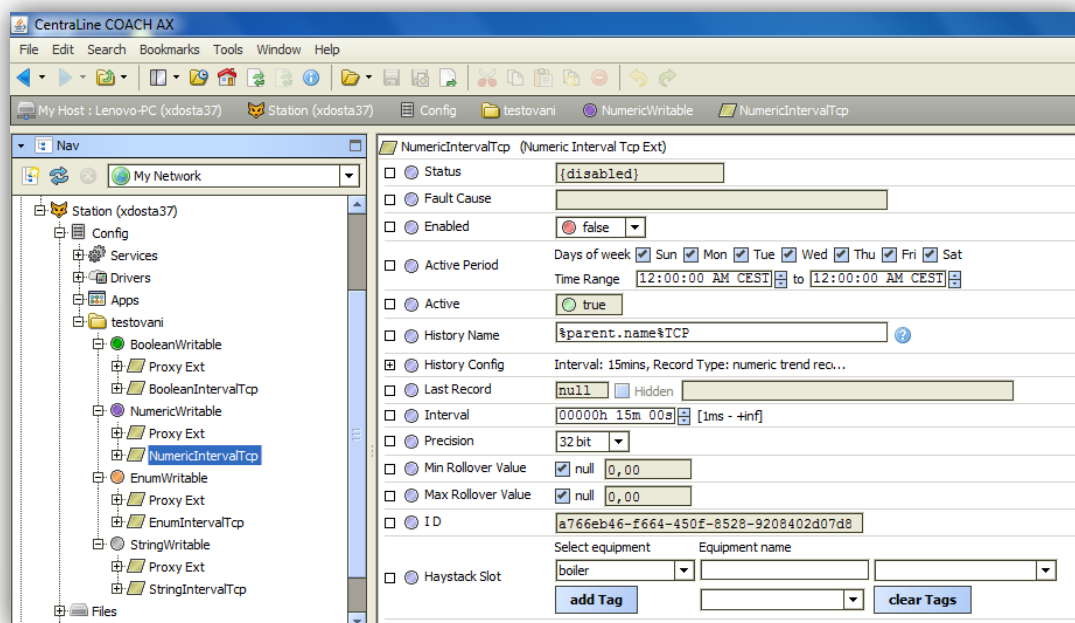 CentraLine COACH AX
File Edit Search Bookmarks Tools Window Help
My Host : Lenovo-PC (xdosta37) Station (xdosta37) Config testovani NumericWritable NumericIntervalTcp
Nav
My Network
Station (xdosta37)
Config
Services
Drivers
Apps
testovani
BooleanWritable
Proxy Ext
BooleanIntervalTcp
NumericWritable
Proxy Ext
NumericIntervalTcp
EnumWritable
Proxy Ext
EnumIntervalTcp
StringWritable
Proxy Ext
StringIntervalTcp
Files
NumericIntervalTcp (Numeric Interval Tcp Ext)
Status {disabled}
Fault Cause
Enabled false
Active Period Days of week Sun Mon Tue Wed Thu Fri Sat
Time Range 12:00:00 AM CEST to 12:00:00 AM CEST
Active true
History Name %parent.name%TCP
History Config Interval: 15mins, Record Type: numeric trend reco...
Last Record null Hidden
Interval 00000h 15m 00s [1ms - +inf]
Precision 32 bit
Min Rollover Value null 0,00
Max Rollover Value null 0,00
ID a766eb46-f664-450f-8528-9208402d07d8
Select equipment Equipment name
Haystack Slot boiler
add Tag clear Tags